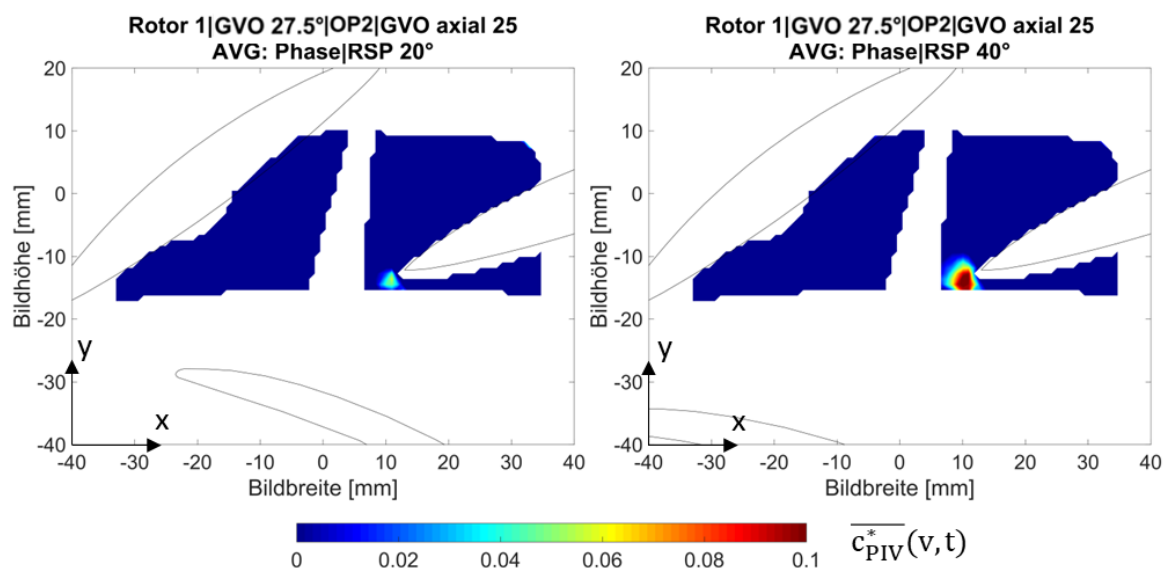 Rotor 1|GVO 27.5°|OP2|GVO axial 25
AVG: Phase|RSP 20°
20
10
0
-10
-20
-30
-40
Bildhöhe [mm]
y
x
-40 -30 -20 -10 0 10 20 30 40
Bildbreite [mm]
Rotor 1|GVO 27.5°|OP2|GVO axial 25
AVG: Phase|RSP 40°
20
10
0
-10
-20
-30
-40
Bildhöhe [mm]
y
x
-40 -30 -20 -10 0 10 20 30 40
Bildbreite [mm]
0 0.02 0.04 0.06 0.08 0.1
c*PIV(v,t)